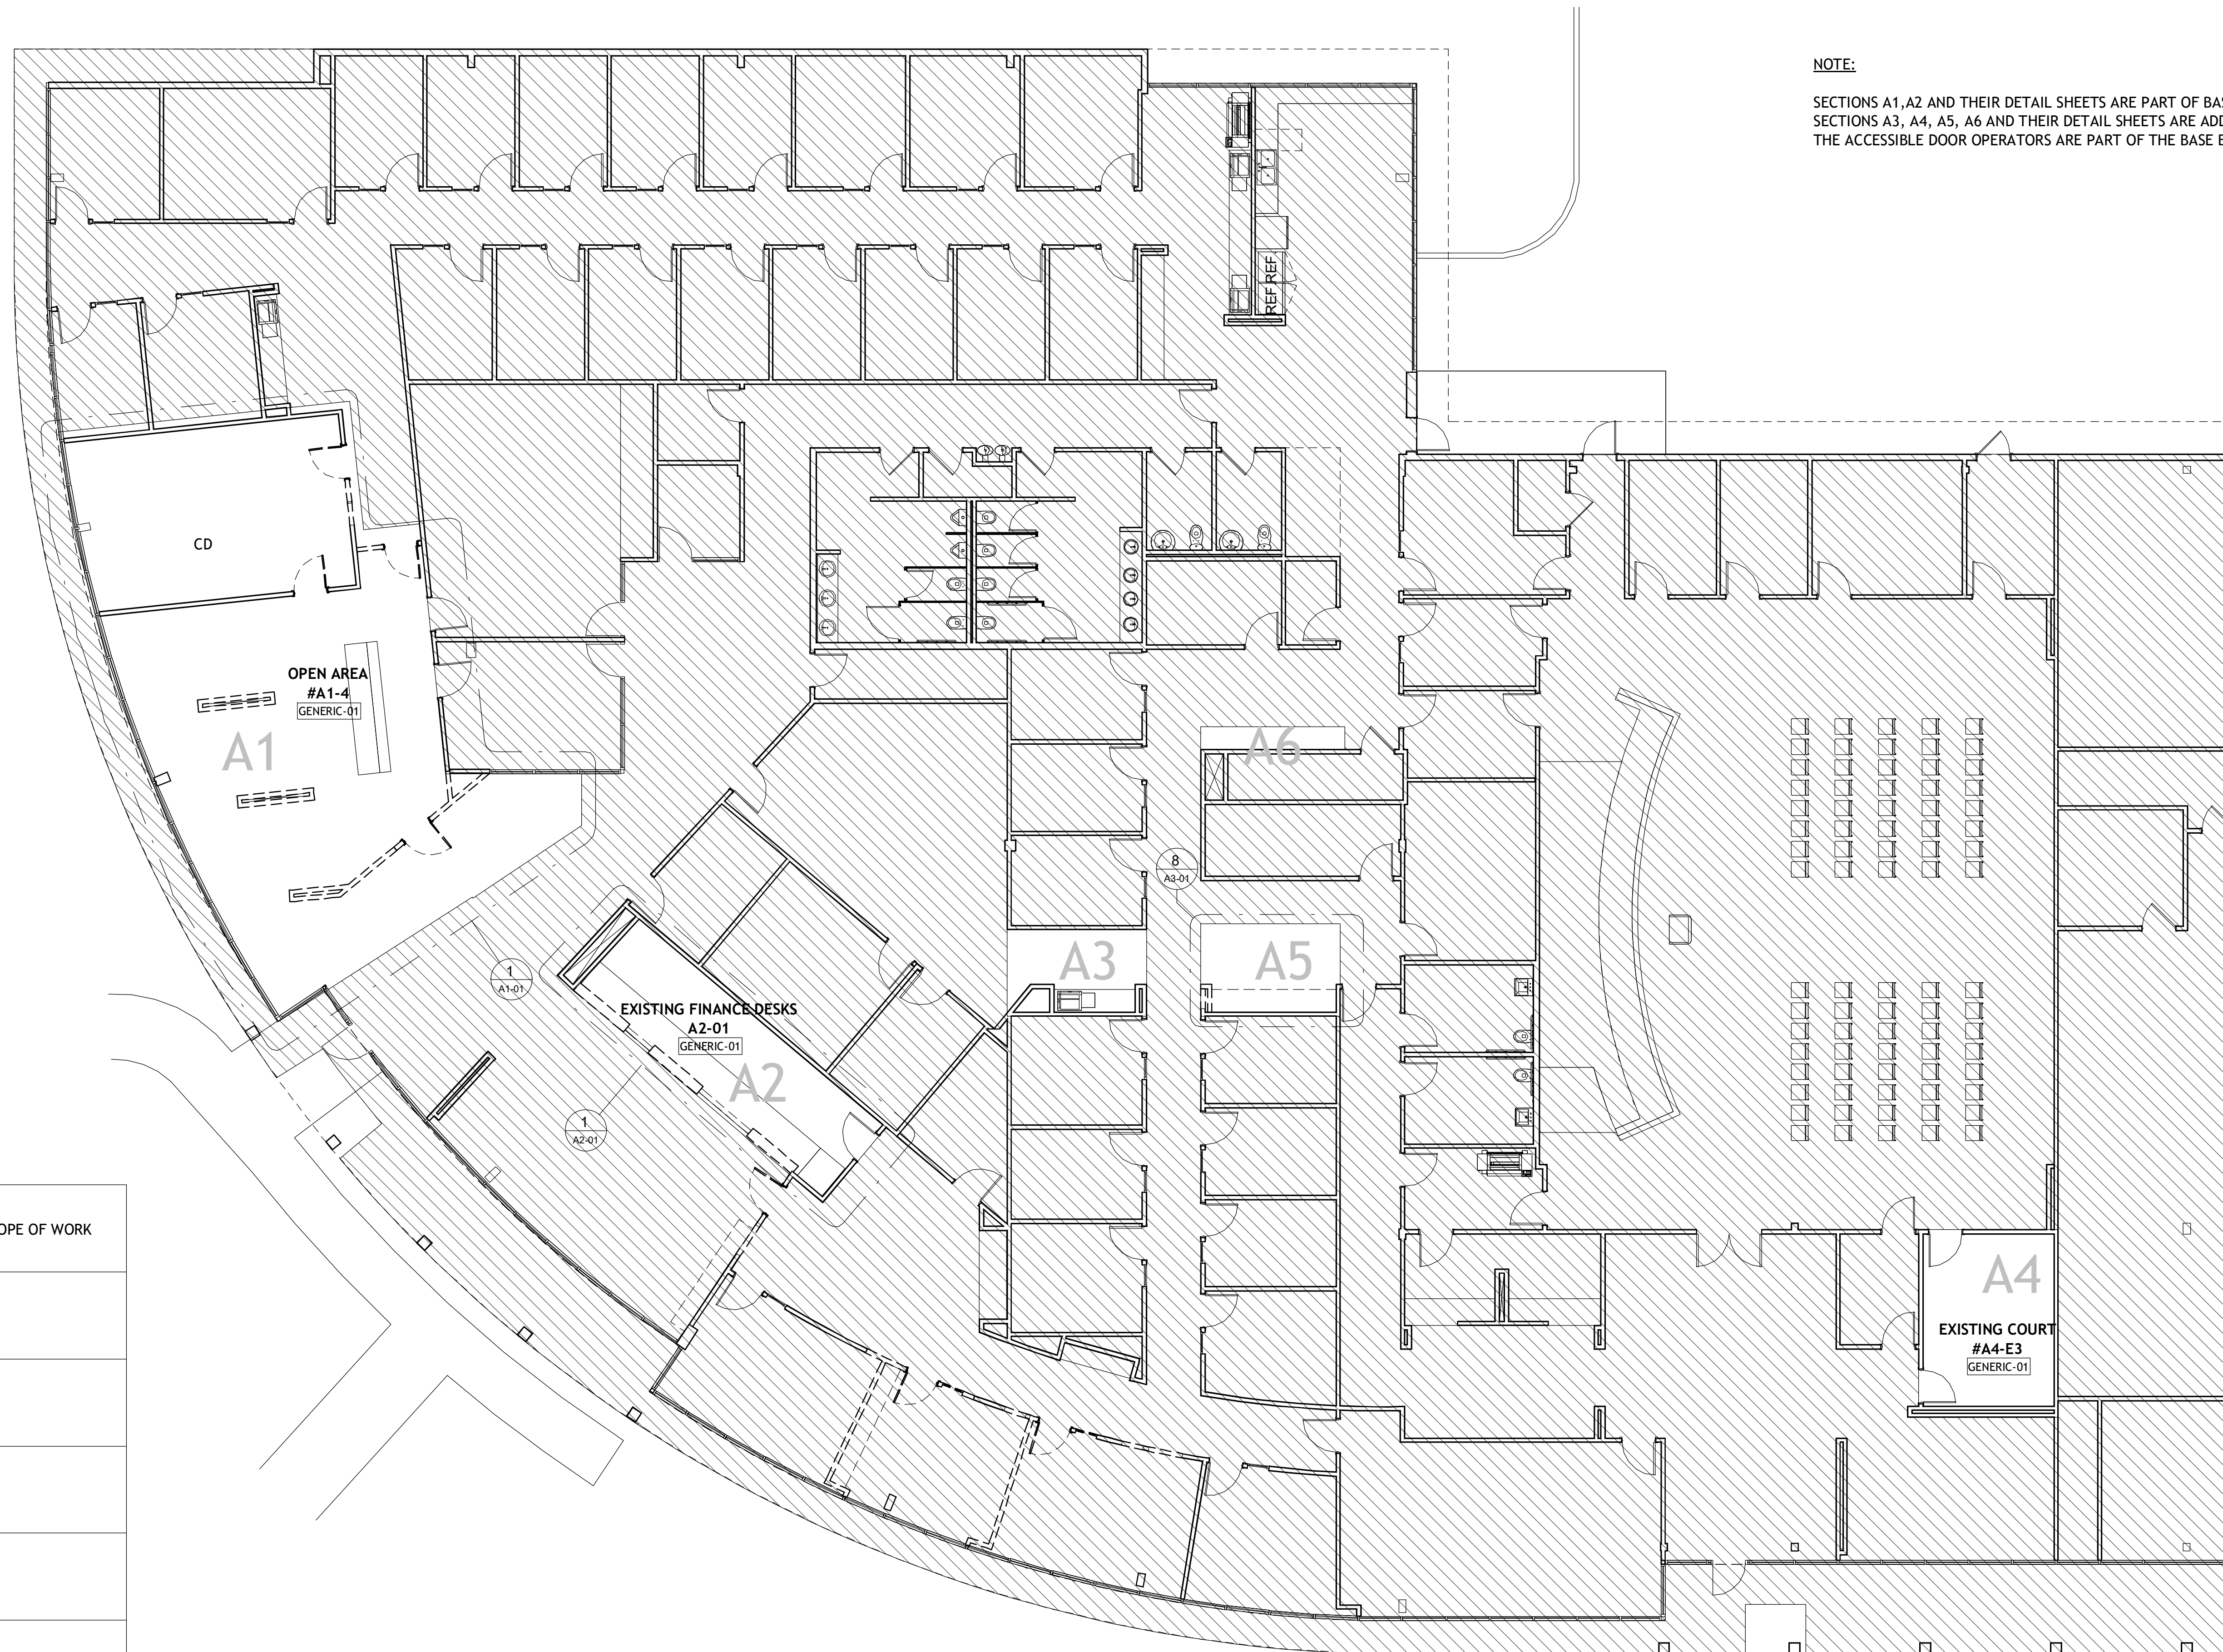 NOTE:
SECTIONS A1,A2 AND THEIR DETAIL SHEETS ARE PART OF
SECTIONS A3, A4, A5, A6 AND THEIR DETAIL SHEETS ARE
THE ACCESSIBLE DOOR OPERATORS ARE PART OF THE BASE
REF REF
CD
OPEN AREA
#A1-4
GENERIC-01
A1
A6
8
A3-01
A3
A5
1
A1-01
EXISTING FINANCE DESKS
A2-01
GENERIC-01
A2
1
A2-01
OPE OF WORK
A4
EXISTING COURT
#A4-E3
GENERIC-01